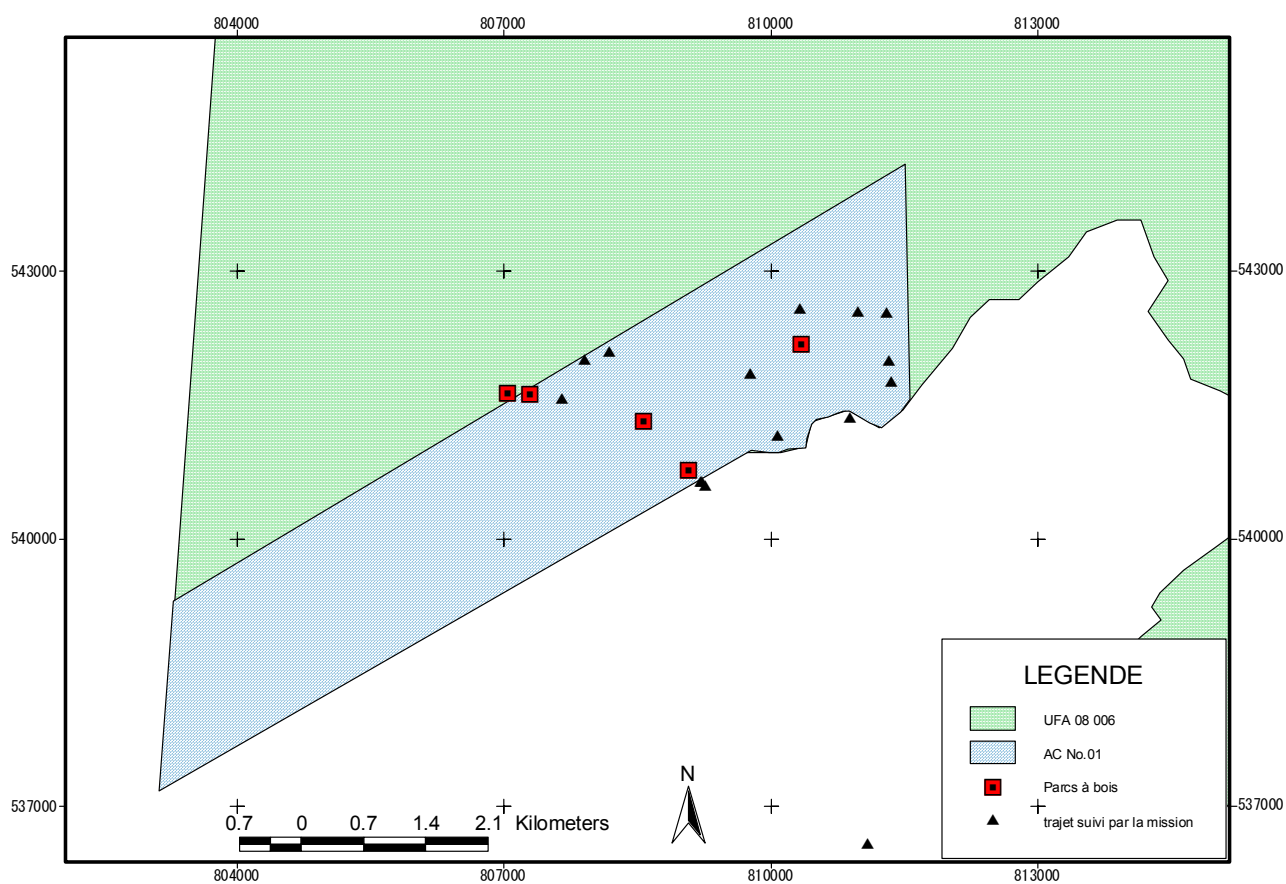 804000 807000 810000 813000
543000 543000
540000 540000
LEGENDE
UFA 08 006
AC No.01
Parcs à bois
trajet suivi par la mission
N
537000 537000
0.7 0 0.7 1.4 2.1 Kilometers
804000 807000 810000 813000